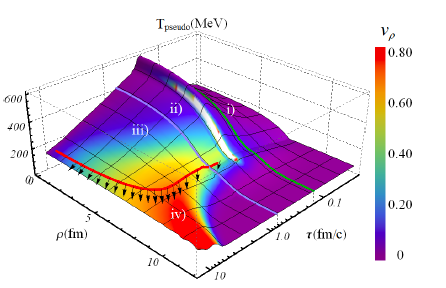 T_pseudo(MeV)
v_ρ
0.80
0.60
0.40
0.20
0
600
400
200
0
5
10
ρ(fm)
i)
ii)
iii)
iv)
0.1
1.0
10
τ(fm/c)